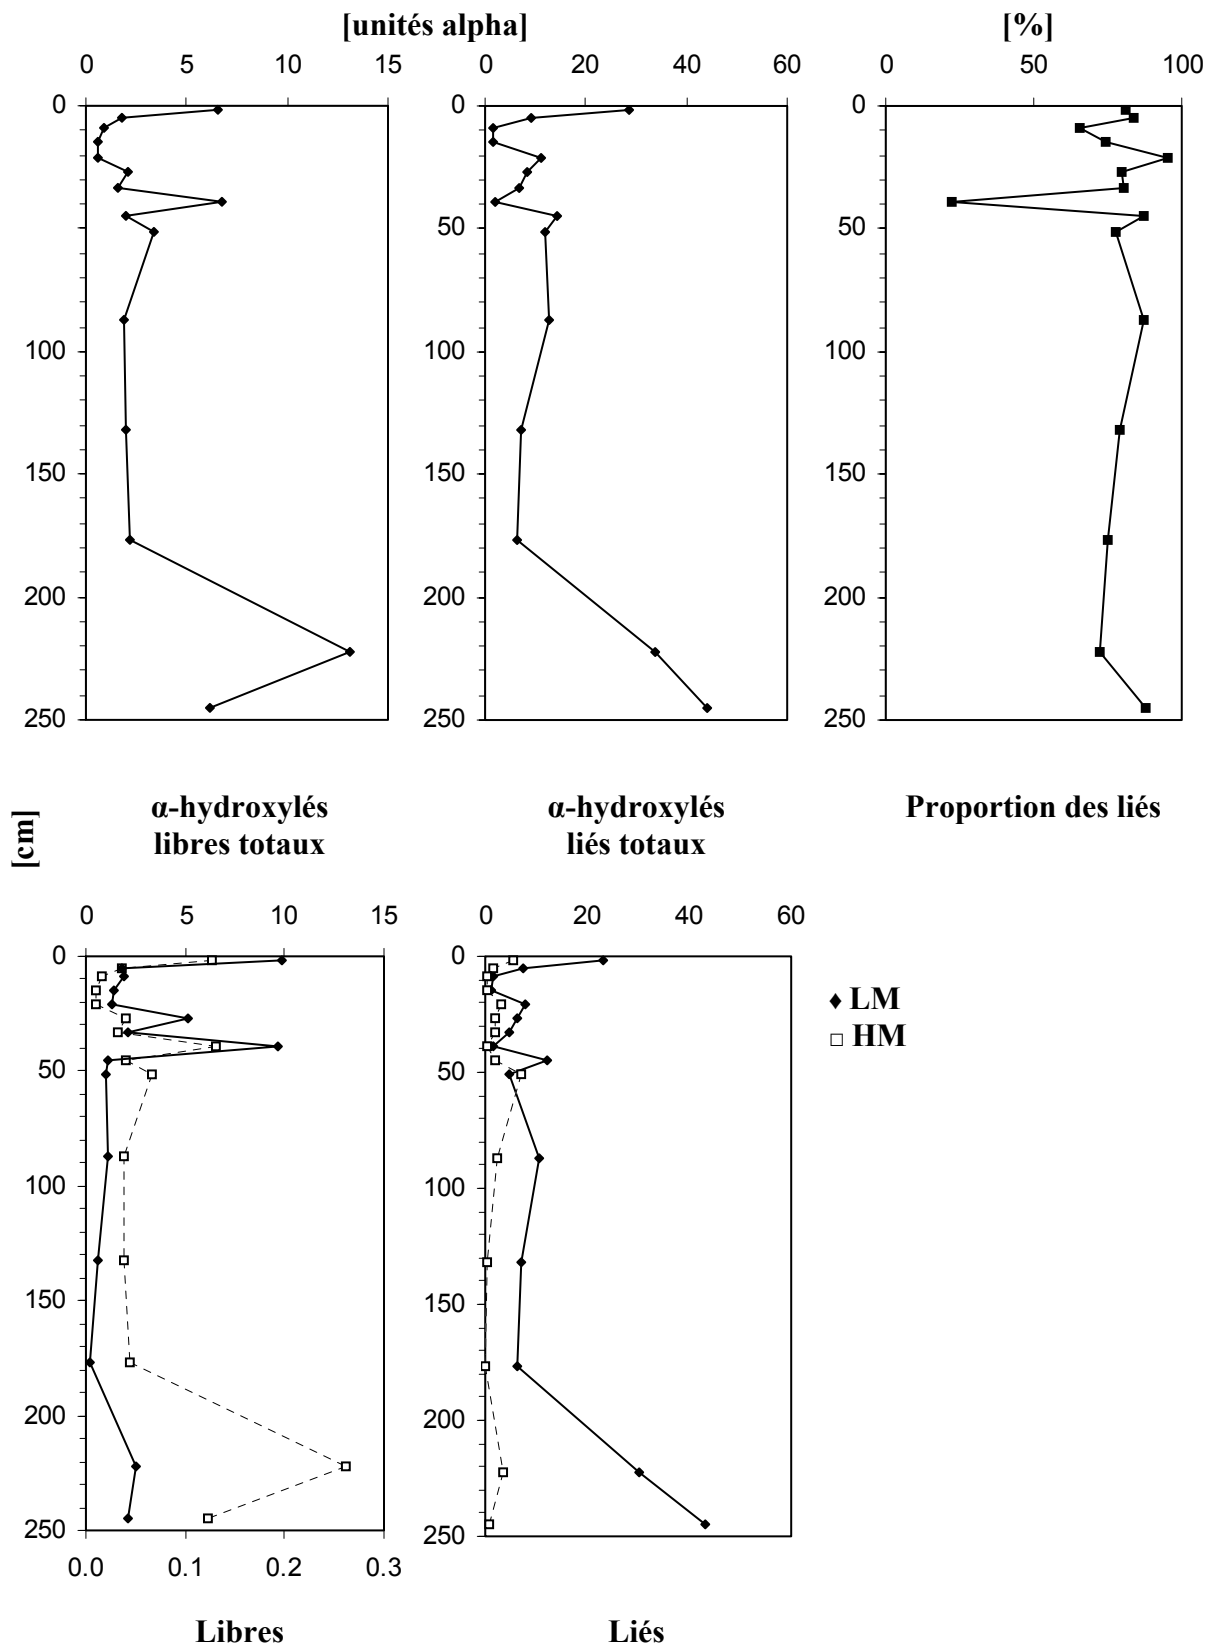 [unités alpha] [%]
0 5 10 15 0 20 40 60 0 50 100
0 0 0
50 50 50
100 100 100
150 150 150
200 200 200
250 250 250
α-hydroxylés α-hydroxylés Proportion des liés
libres totaux liés totaux
[cm]
0 5 10 15 0 20 40 60
0 0
LM
HM
50 50
100 100
150 150
200 200
250 250
0.0 0.1 0.2 0.3
Libres Liés